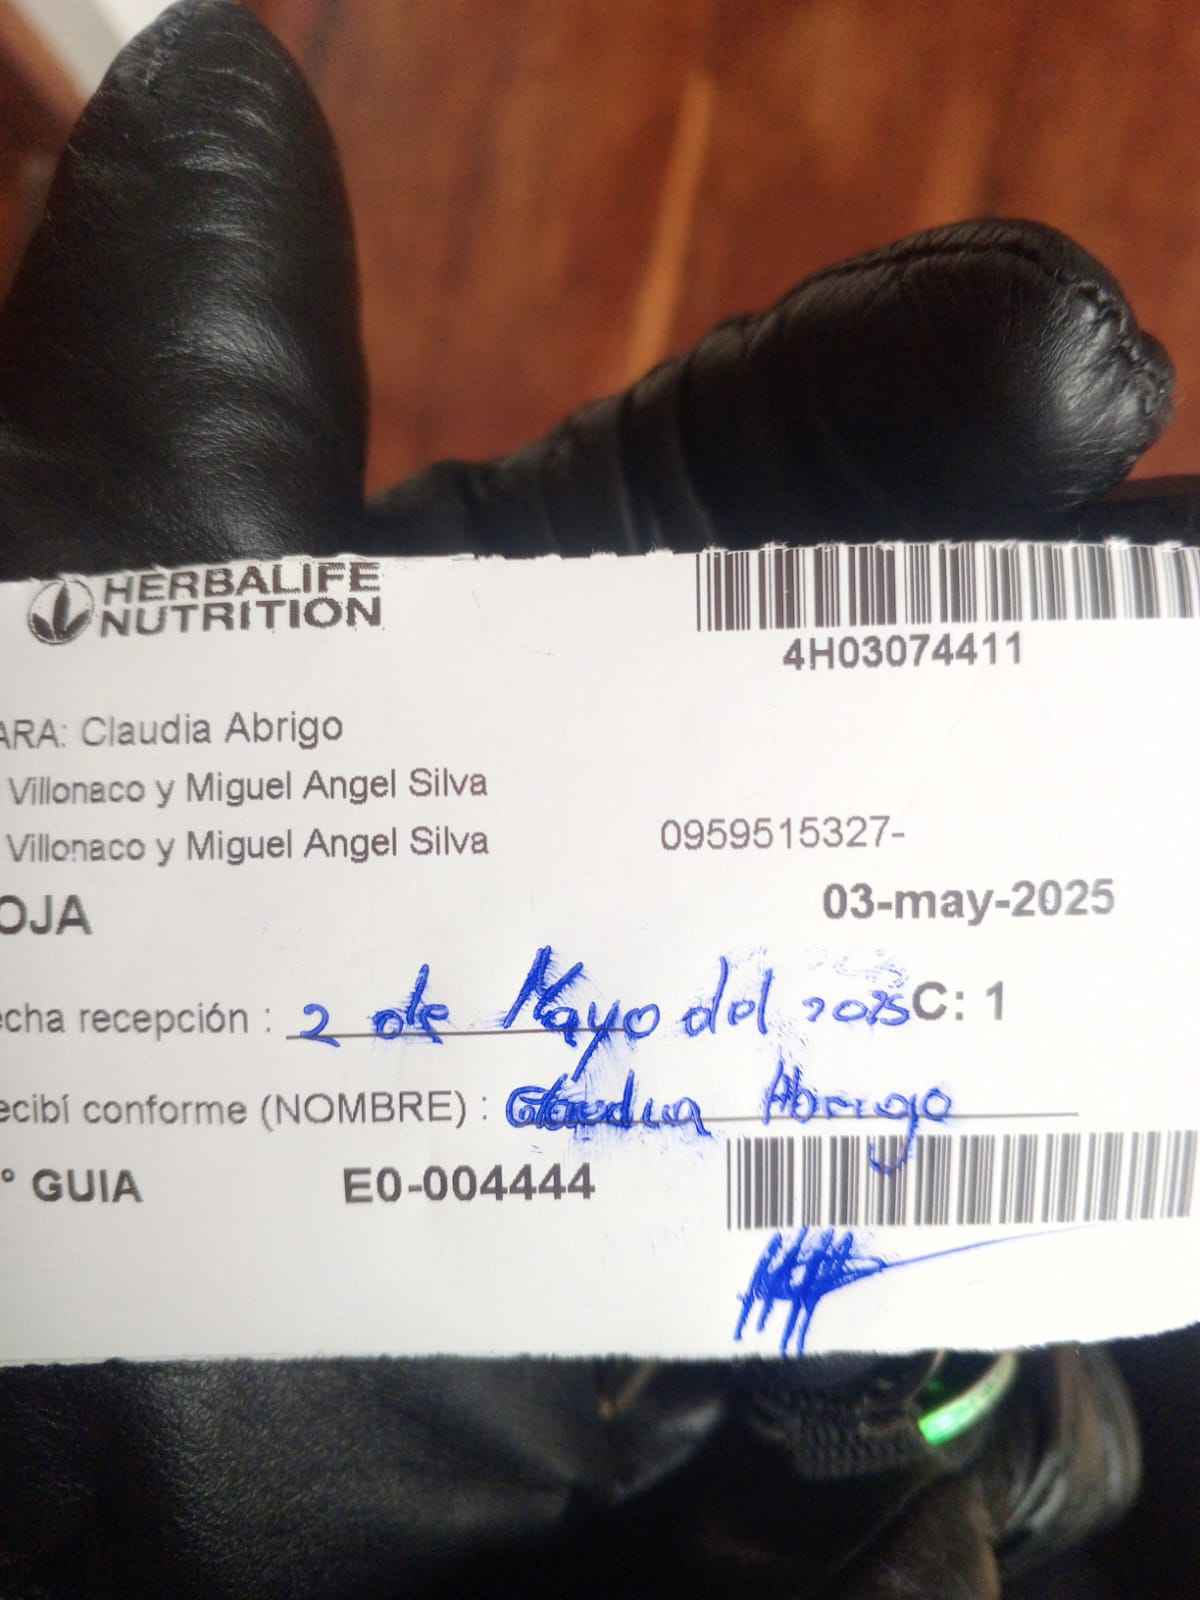 HERBALIFE
NUTRITION
4H03074411
ARA: Claudia Abrigo
Villonaco y Miguel Angel Silva
Villonaco y Miguel Angel Silva 0959515327-
OJA 03-may-2025
echa recepción : 2 de Mayo del 2025 C: 1
ecibí conforme (NOMBRE) : Claudia Abrigo
° GUIA E0-004444